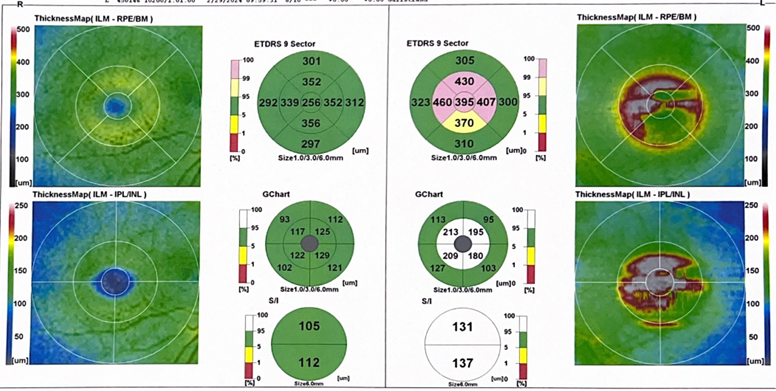 R
L
ThicknessMap( ILM - RPE/BM )
500
400
300
200
100
[um]
ETDRS 9 Sector
100
99
95
5
1
0
[%]
301
352
292 339 256 352 312
356
297
[um]
Size1.0/3.0/6.0mm
ETDRS 9 Sector
305
430
323 460 395 407 300
370
310
100
99
95
5
1
0
[um]
[%]
Size1.0/3.0/6.0mm
ThicknessMap( ILM - RPE/BM )
500
400
300
200
100
[um]
ThicknessMap( ILM - IPL/INL )
250
200
150
100
50
[um]
GChart
100
95
5
1
0
[%]
93 112
117 125
122 129
102 121
[um]
Size1.0/3.0/6.0mm
GChart
113 95
213 195
209 180
127 103
100
95
5
1
0
[um]
[%]
Size1.0/3.0/6.0mm
ThicknessMap( ILM - IPL/INL )
250
200
150
100
50
[um]
S/I
100
95
5
1
0
[%]
105
112
[um]
Size6.0mm
S/I
131
137
100
95
5
1
0
[um]
[%]
Size6.0mm